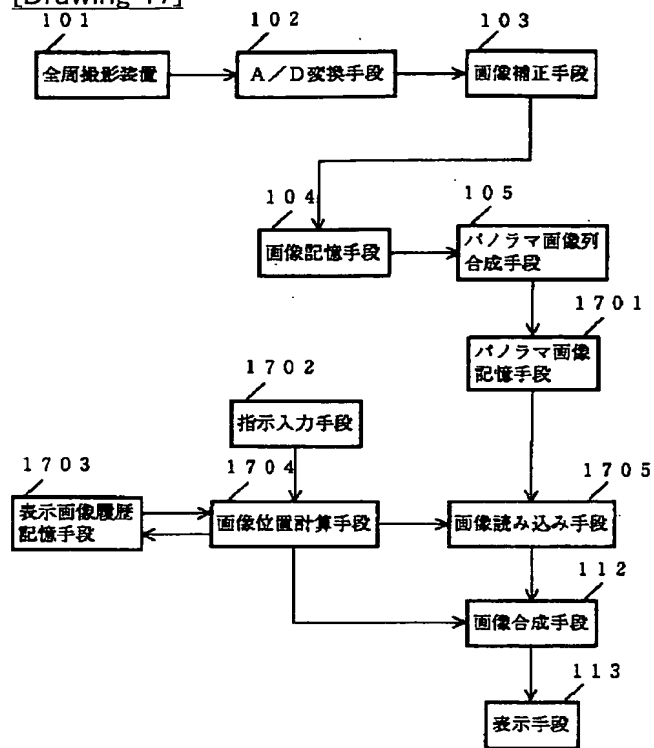 [Drawing 17]
101
102
103
全周撮影装置
A／D変換手段
画像補正手段
104
105
画像記憶手段
パノラマ画像列
合成手段
1701
パノラマ画像
記憶手段
1702
指示入力手段
1703
1704
1705
表示画像履歴
記憶手段
画像位置計算手段
画像読み込み手段
112
画像合成手段
113
表示手段